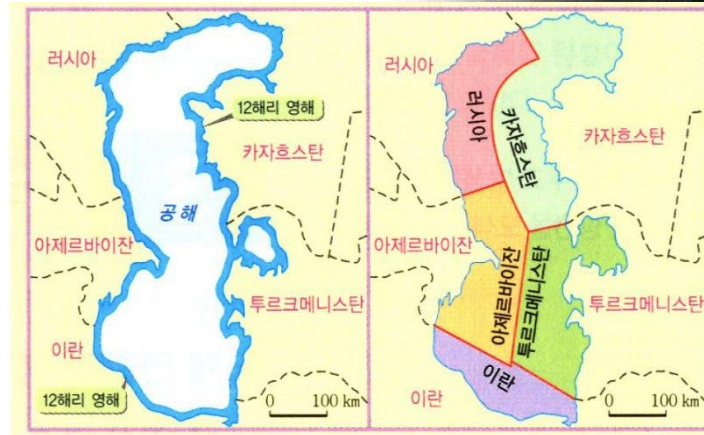 러시아
12해리 영해
카자흐스탄
공해
아제르바이잔
투르크메니스탄
이란
12해리 영해
0 100 km
러시아
러시아
카자흐스탄
카자흐스탄
아제르바이잔
아제르바이잔
투르크메니스탄
투르크메니스탄
이란
이란
0 100 km